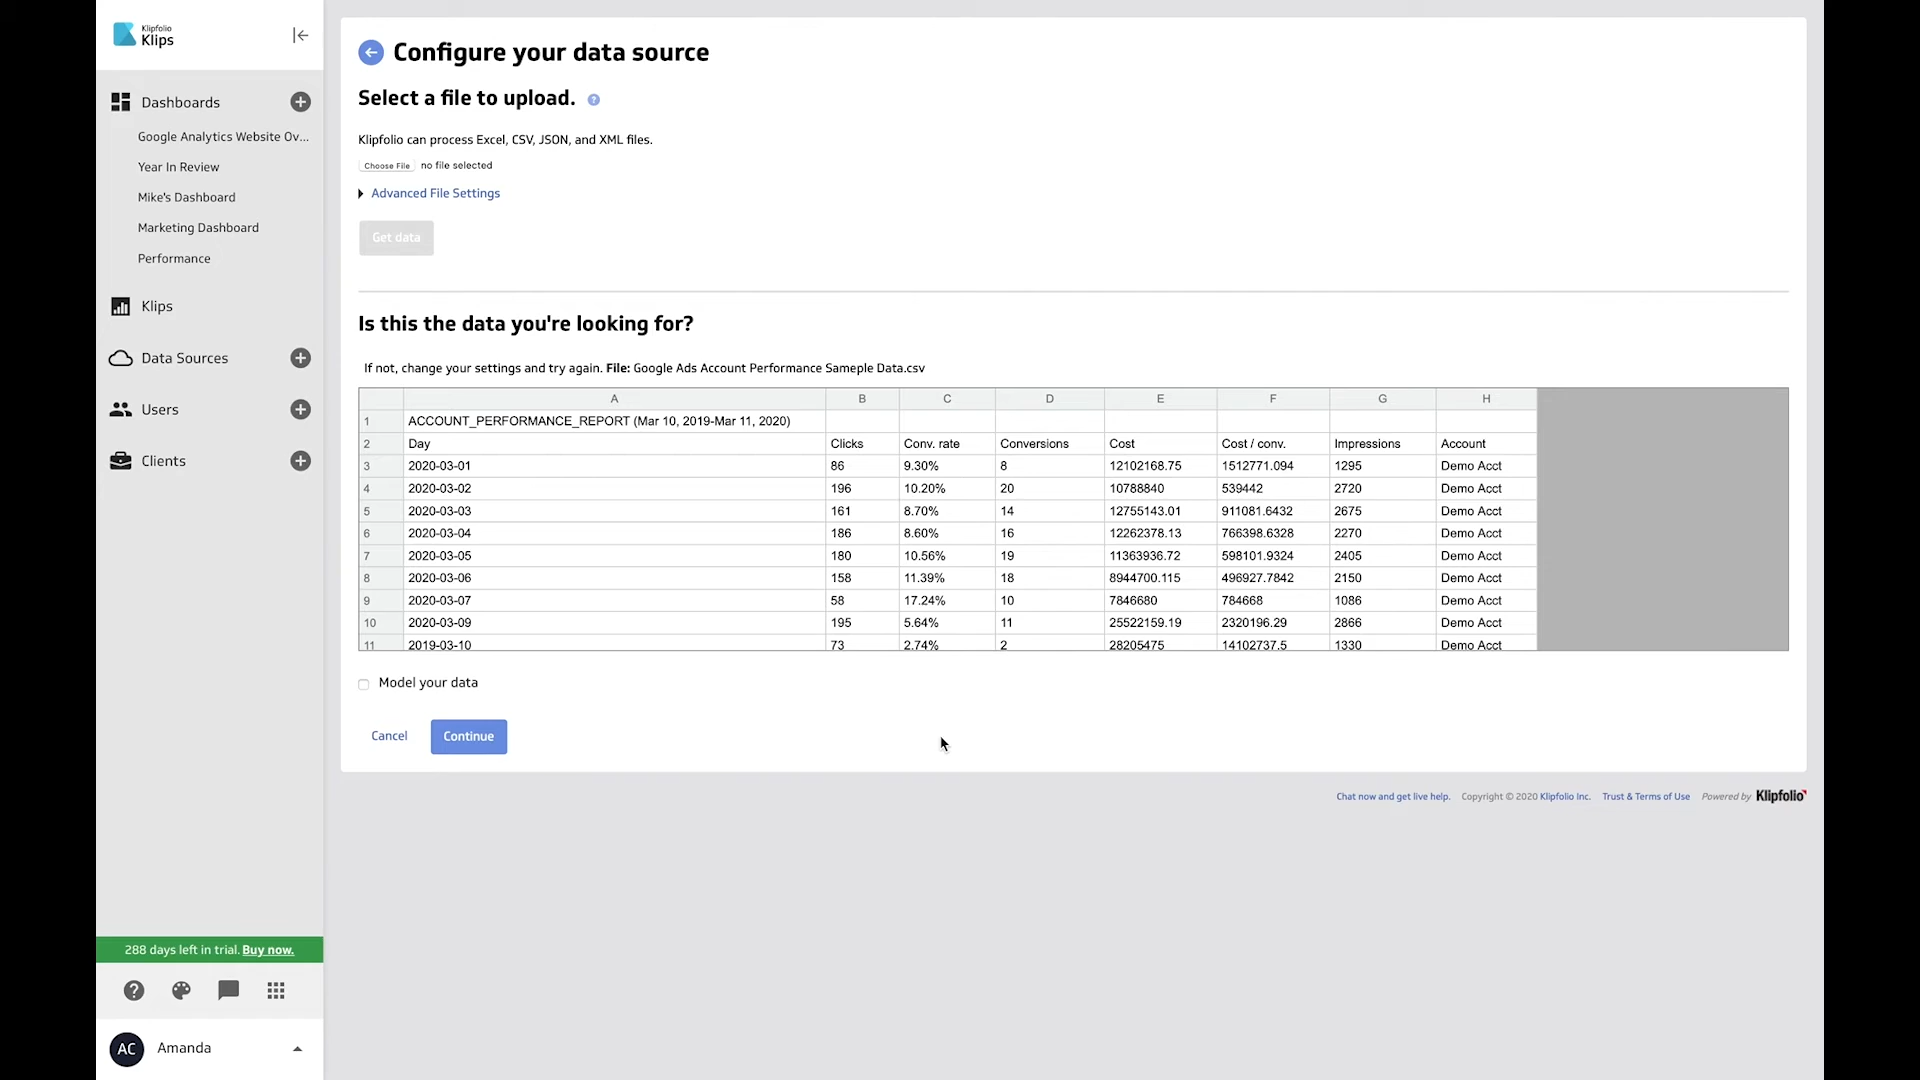 Klipfolio
Klips
Dashboards
Google Analytics Website Ov...
Year In Review
Mike's Dashboard
Marketing Dashboard
Performance
Klips
Data Sources
Users
Clients
288 days left in trial. Buy now.
AC Amanda
Configure your data source
Select a file to upload. ?
Klipfolio can process Excel, CSV, JSON, and XML files.
Choose File no file selected
Advanced File Settings
Get data
Is this the data you're looking for?
If not, change your settings and try again. File: Google Ads Account Performance Sameple Data.csv
A B C D E F G H
1 ACCOUNT_PERFORMANCE_REPORT (Mar 10, 2019-Mar 11, 2020)
2 Day Clicks Conv. rate Conversions Cost Cost / conv. Impressions Account
3 2020-03-01 86 9.30% 8 12102168.75 1512771.094 1295 Demo Acct
4 2020-03-02 196 10.20% 20 10788840 539442 2720 Demo Acct
5 2020-03-03 161 8.70% 14 12755143.01 911081.6432 2675 Demo Acct
6 2020-03-04 186 8.60% 16 12262378.13 766398.6328 2270 Demo Acct
7 2020-03-05 180 10.56% 19 11363936.72 598101.9324 2405 Demo Acct
8 2020-03-06 158 11.39% 18 8944700.115 496927.7842 2150 Demo Acct
9 2020-03-07 58 17.24% 10 7846680 784668 1086 Demo Acct
10 2020-03-09 195 5.64% 11 25522159.19 2320196.29 2866 Demo Acct
11 2019-03-10 73 2.74% 2 28205475 14102737.5 1330 Demo Acct
Model your data
Cancel Continue
Chat now and get live help. Copyright © 2020 Klipfolio Inc. Trust & Terms of Use Powered by Klipfolio